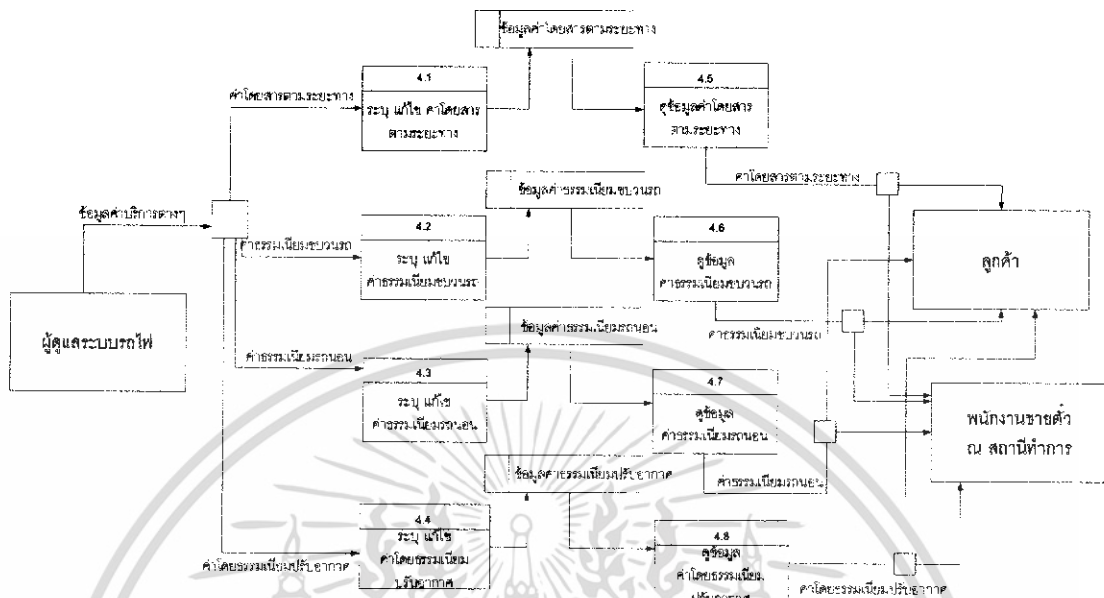 ข้อมูลค่าโดยสารตามระยะทาง
4.1
ระบุ แก้ไข ค่าโดยสาร
ตามระยะทาง
ค่าโดยสารตามระยะทาง
4.5
ดูข้อมูลค่าโดยสาร
ตามระยะทาง
ค่าโดยสารตามระยะทาง
ข้อมูลค่าธรรมเนียมขบวนรถ
ข้อมูลค่าบริการต่างๆ
4.2
ระบุ แก้ไข
ค่าธรรมเนียมขบวนรถ
ค่าธรรมเนียมขบวนรถ
4.6
ดูข้อมูล
ค่าธรรมเนียมขบวนรถ
ค่าธรรมเนียมขบวนรถ
ลูกค้า
ผู้ดูแลระบบรถไฟ
ข้อมูลค่าธรรมเนียมรถนอน
ค่าธรรมเนียมรถนอน
4.3
ระบุ แก้ไข
ค่าธรรมเนียมรถนอน
4.7
ดูข้อมูล
ค่าธรรมเนียมรถนอน
ค่าธรรมเนียมรถนอน
พนักงานขายตั๋ว
ณ สถานีทำการ
ข้อมูลค่าธรรมเนียมปรับอากาศ
4.4
ระบุ แก้ไข
ค่าโดยธรรมเนียม
ปรับอากาศ
ค่าโดยธรรมเนียมปรับอากาศ
4.8
ดูข้อมูล
ค่าโดยธรรมเนียม
ปรับอากาศ
ค่าโดยธรรมเนียมปรับอากาศ